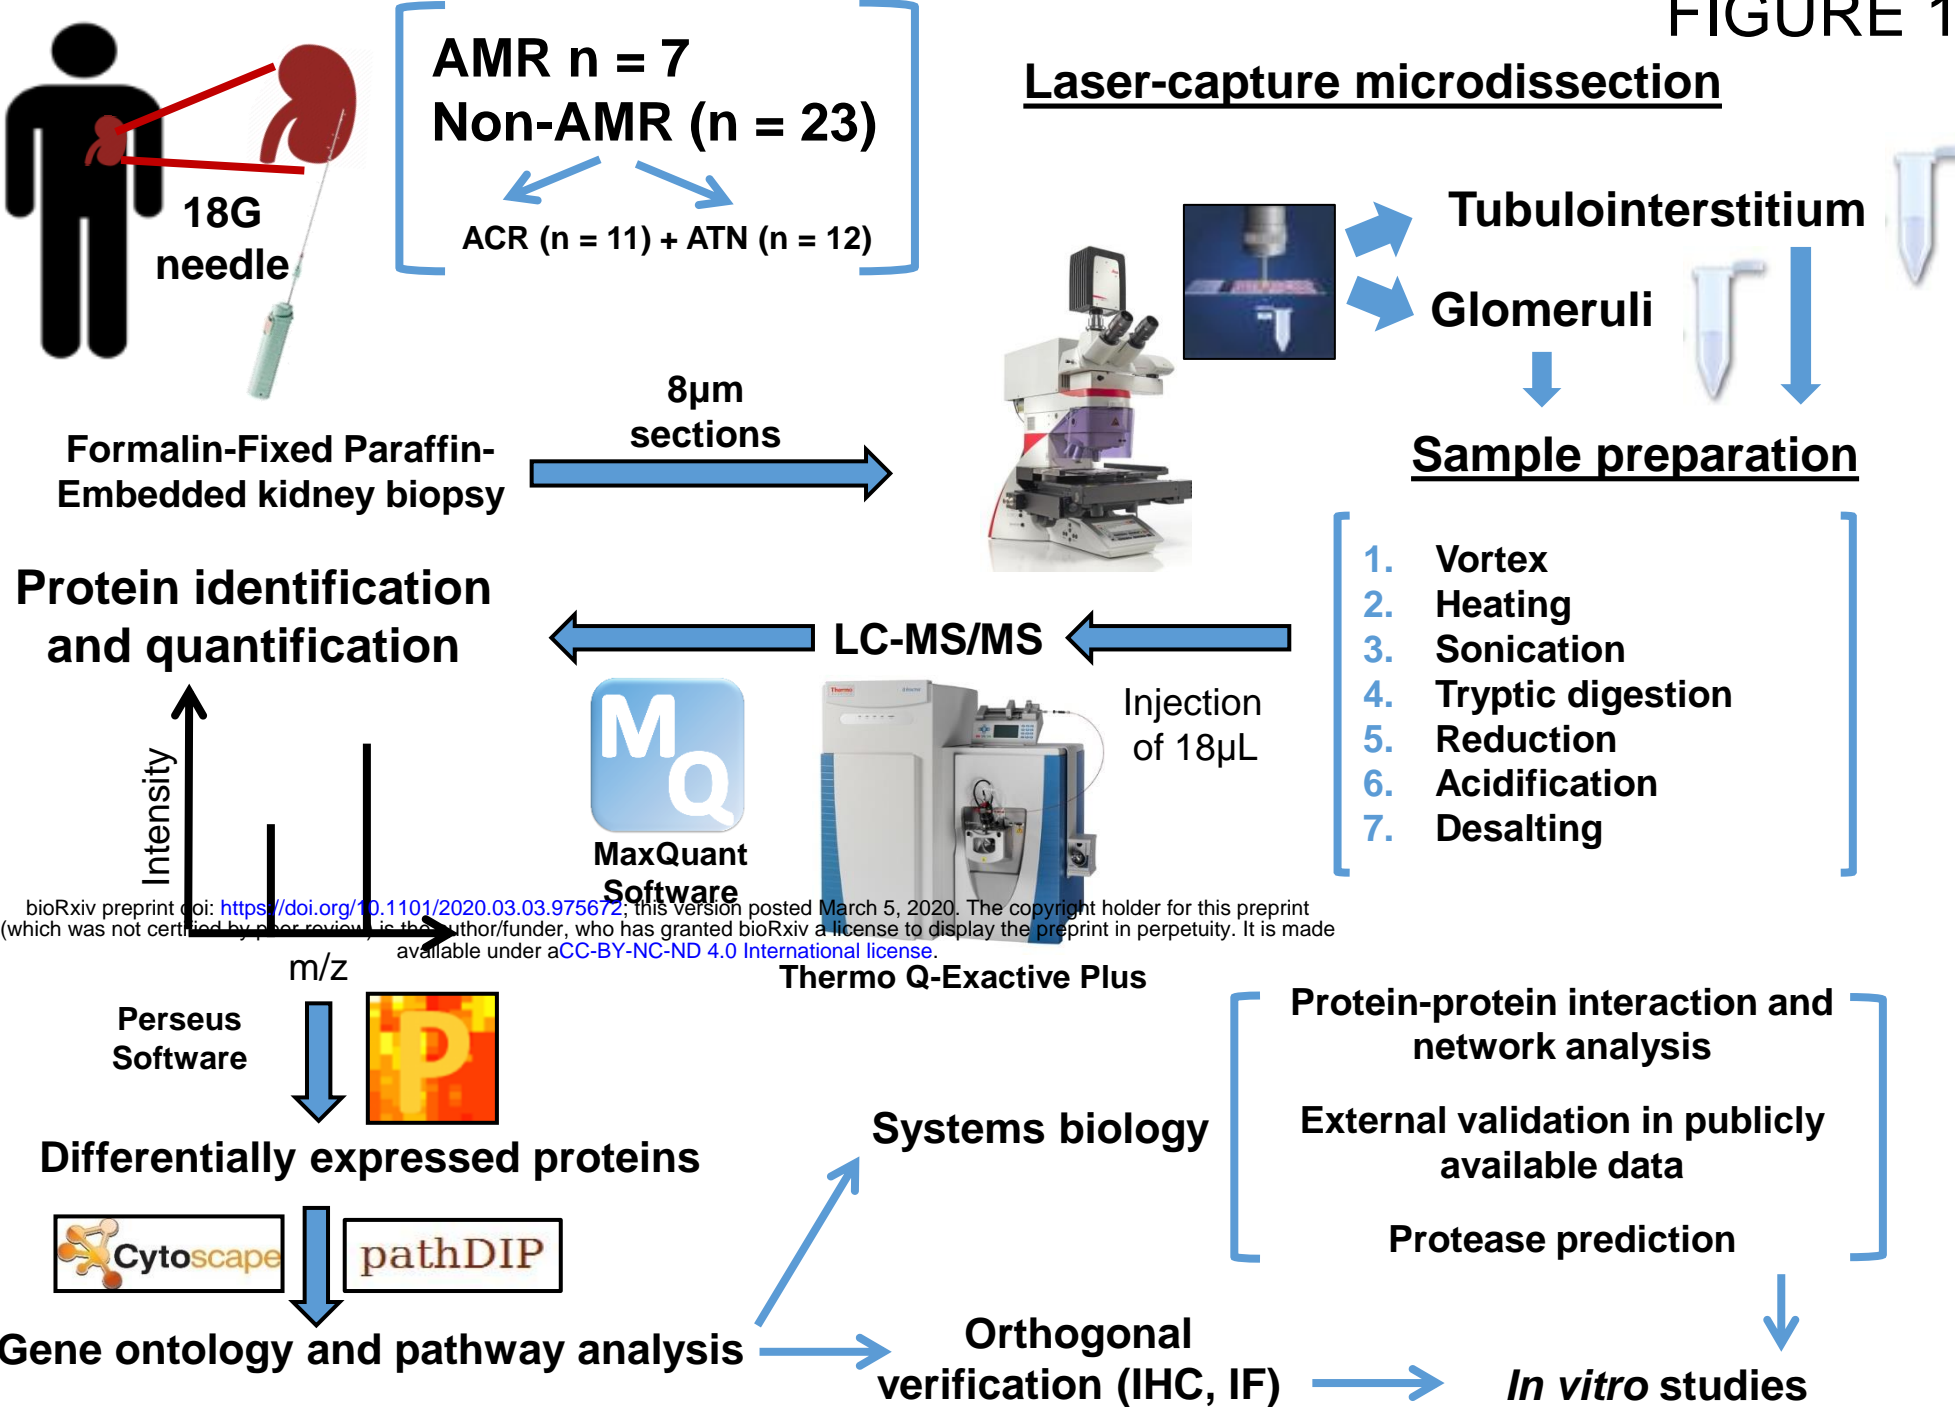 FIGURE 1
AMR n = 7
Non-AMR (n = 23)
ACR (n = 11) + ATN (n = 12)
18G
needle
Formalin-Fixed Paraffin-
Embedded kidney biopsy
8µm
sections
Laser-capture microdissection
Tubulointerstitium
Glomeruli
Sample preparation
1. Vortex
2. Heating
3. Sonication
4. Tryptic digestion
5. Reduction
6. Acidification
7. Desalting
Injection
of 18µL
LC-MS/MS
Thermo
Thermo Q-Exactive Plus
MQ
MaxQuant
Software
Protein identification
and quantification
Intensity
m/z
bioRxiv preprint doi: https://doi.org/10.1101/2020.03.03.975672; this version posted March 5, 2020. The copyright holder for this preprint
(which was not certified by peer review) is the author/funder, who has granted bioRxiv a license to display the preprint in perpetuity. It is made
available under aCC-BY-NC-ND 4.0 International license.
Perseus
Software
P
Differentially expressed proteins
Cytoscape
pathDIP
Gene ontology and pathway analysis
Systems biology
Protein-protein interaction and
network analysis
External validation in publicly
available data
Protease prediction
Orthogonal
verification (IHC, IF)
In vitro studies